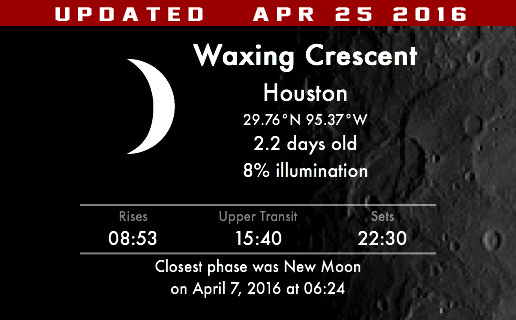 UPDATED APR 25 2016
Waxing Crescent
Houston
29.76°N 95.37°W
2.2 days old
8% illumination
Rises Upper Transit Sets
08:53 15:40 22:30
Closest phase was New Moon
on April 7, 2016 at 06:24